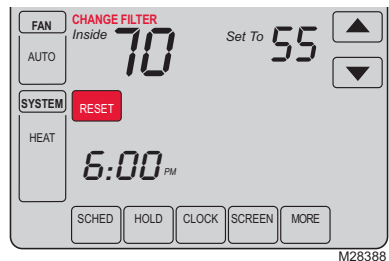 FAN
CHANGE FILTER
Inside 70
Set To 55
AUTO
SYSTEM
RESET
HEAT
6:00 PM
SCHED HOLD CLOCK SCREEN MORE
M28388